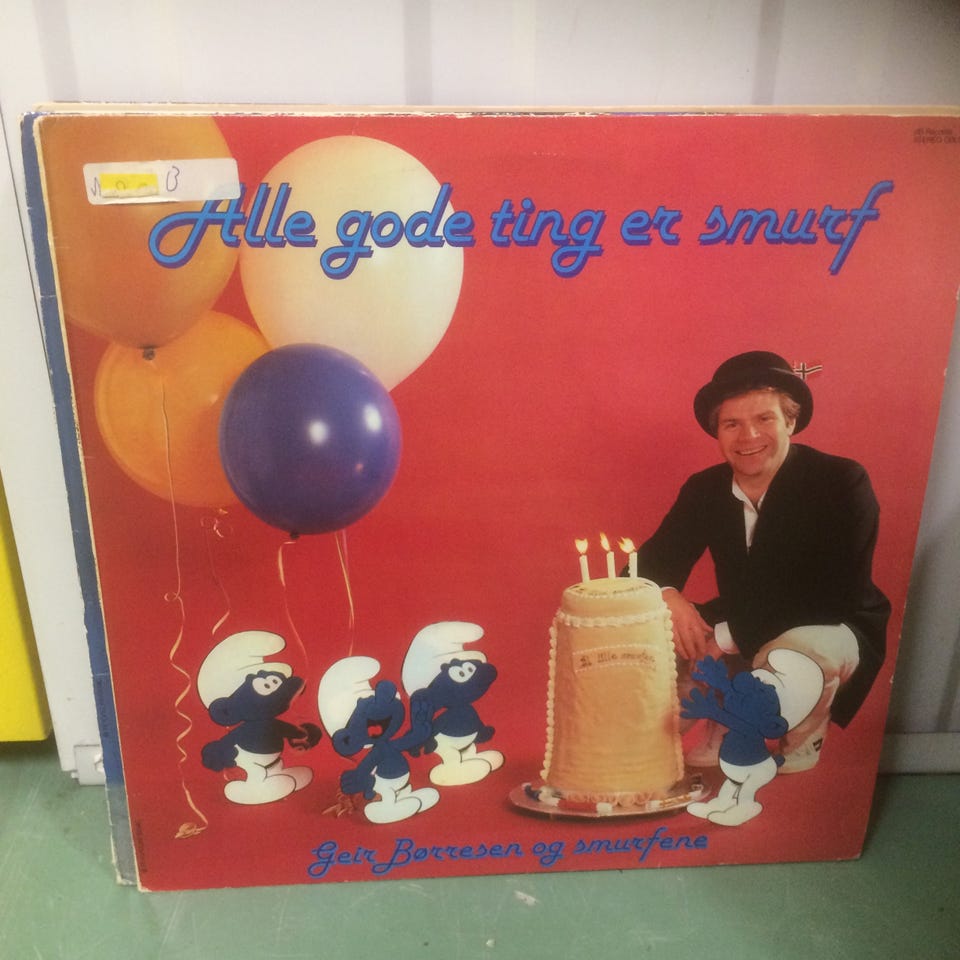 Alle gode ting er smurf
Geir Børresen og smurfene